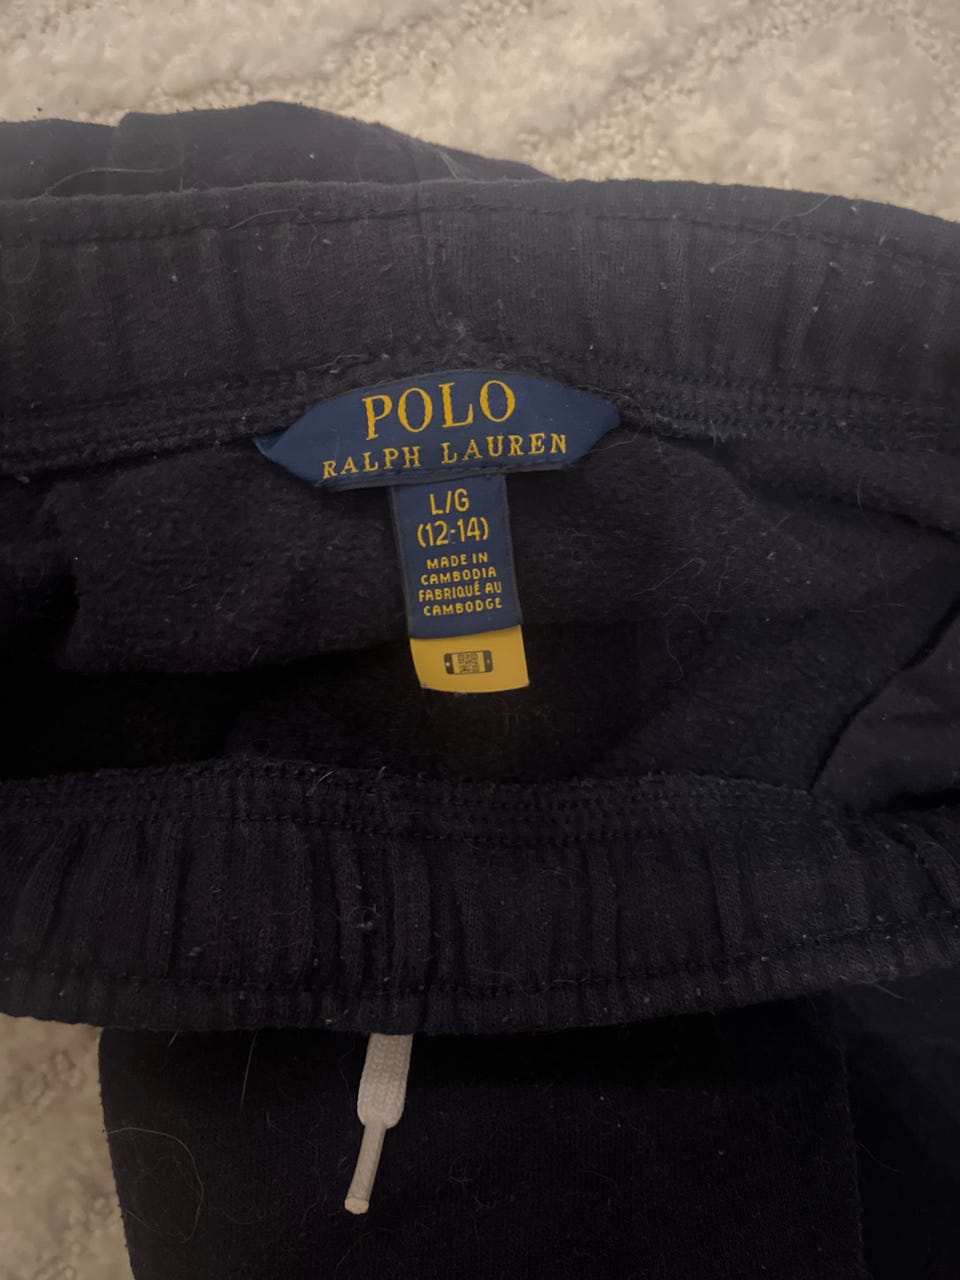 POLO
RALPH LAUREN
L/G
(12-14)
MADE IN
CAMBODIA
FABRIQUÉ AU
CAMBODGE